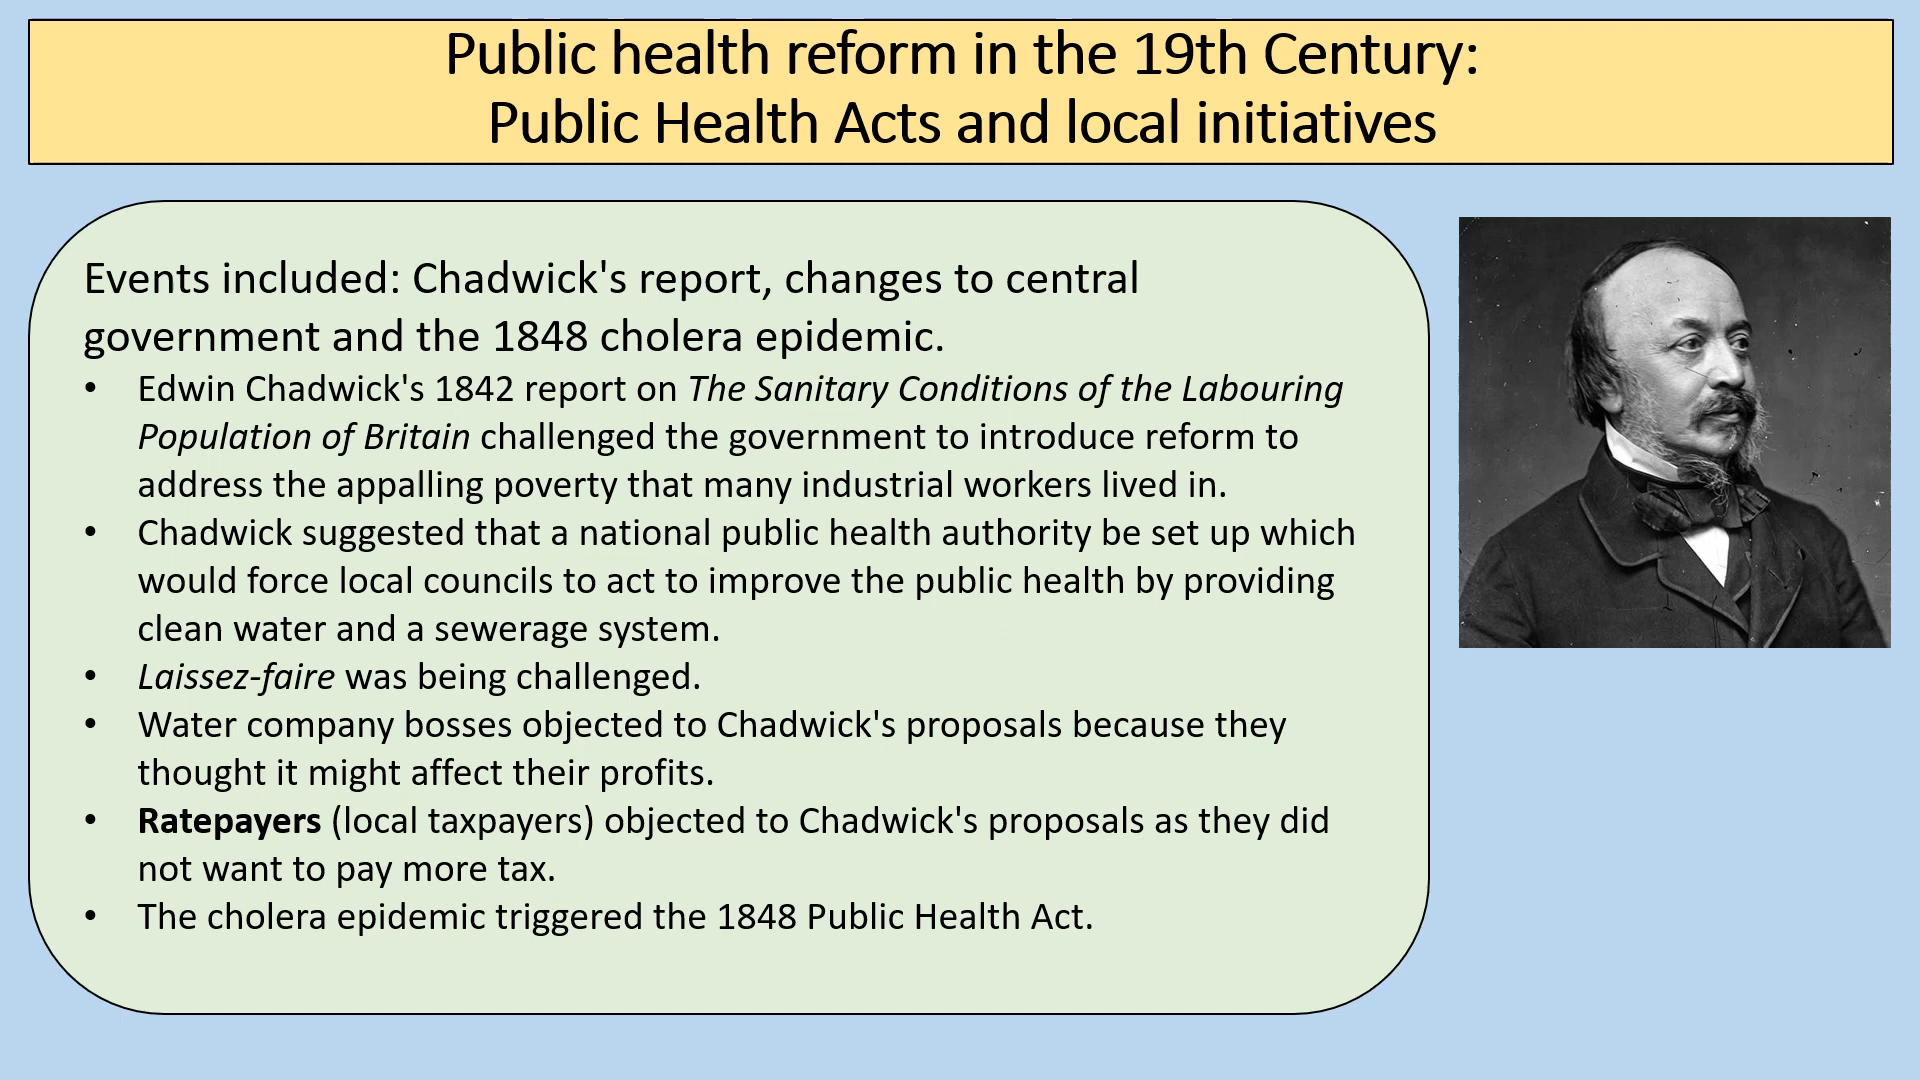 Public health reform in the 19th Century:
Public Health Acts and local initiatives
Events included: Chadwick's report, changes to central
government and the 1848 cholera epidemic.
• Edwin Chadwick's 1842 report on The Sanitary Conditions of the Labouring
Population of Britain challenged the government to introduce reform to
address the appalling poverty that many industrial workers lived in.
• Chadwick suggested that a national public health authority be set up which
would force local councils to act to improve the public health by providing
clean water and a sewerage system.
• Laissez-faire was being challenged.
• Water company bosses objected to Chadwick's proposals because they
thought it might affect their profits.
• Ratepayers (local taxpayers) objected to Chadwick's proposals as they did
not want to pay more tax.
• The cholera epidemic triggered the 1848 Public Health Act.